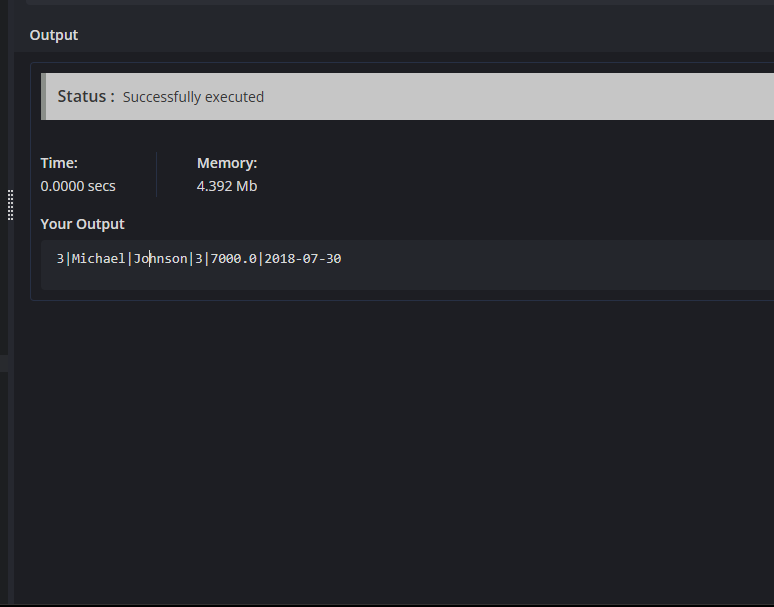 Output
Status : Successfully executed
Time:
0.0000 secs
Memory:
4.392 Mb
Your Output
3|Michael|Johnson|3|7000.0|2018-07-30